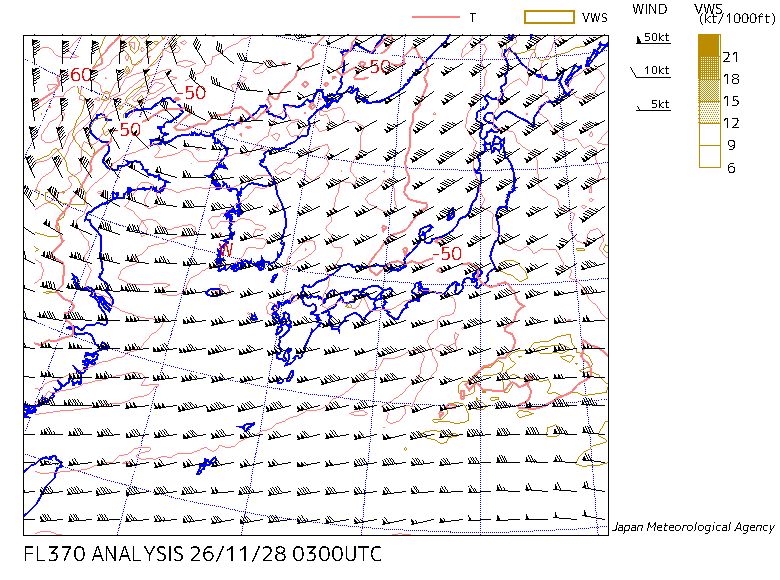 T
VWS
WIND
VWS
(kt/1000ft)
50kt
10kt
5kt
21
18
15
12
9
6
-50
60
-50
50
W
-50
Japan Meteorological Agency
FL370 ANALYSIS 26/11/28 0300UTC